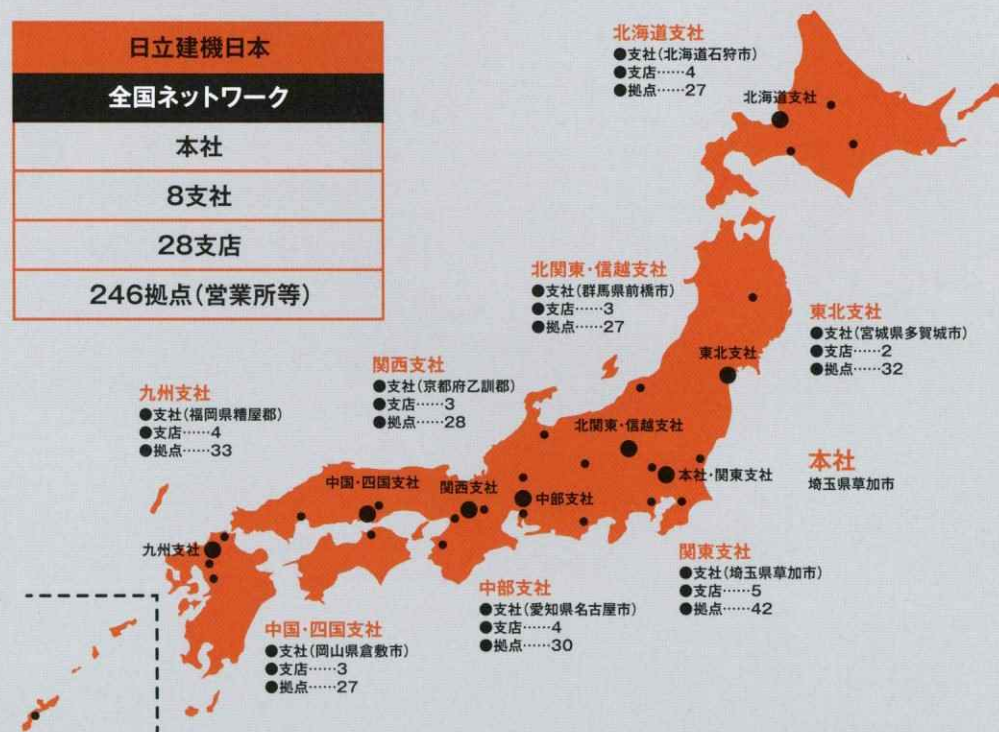 日立建機日本
全国ネットワーク
本社
8支社
28支店
246拠点(営業所等)
北海道支社
●支社(北海道石狩市)
●支店……4
●拠点……27
北海道支社
北関東・信越支社
●支社(群馬県前橋市)
●支店……3
●拠点……27
東北支社
●支社(宮城県多賀城市)
●支店……2
●拠点……32
東北支社
関西支社
●支社(京都府乙訓郡)
●支店……3
●拠点……28
九州支社
●支社(福岡県糟屋郡)
●支店……4
●拠点……33
北関東・信越支社
本社・関東支社
本社
埼玉県草加市
中国・四国支社
関西支社
中部支社
九州支社
関東支社
●支社(埼玉県草加市)
●支店……5
●拠点……42
中部支社
●支社(愛知県名古屋市)
●支店……4
●拠点……30
中国・四国支社
●支社(岡山県倉敷市)
●支店……3
●拠点……27